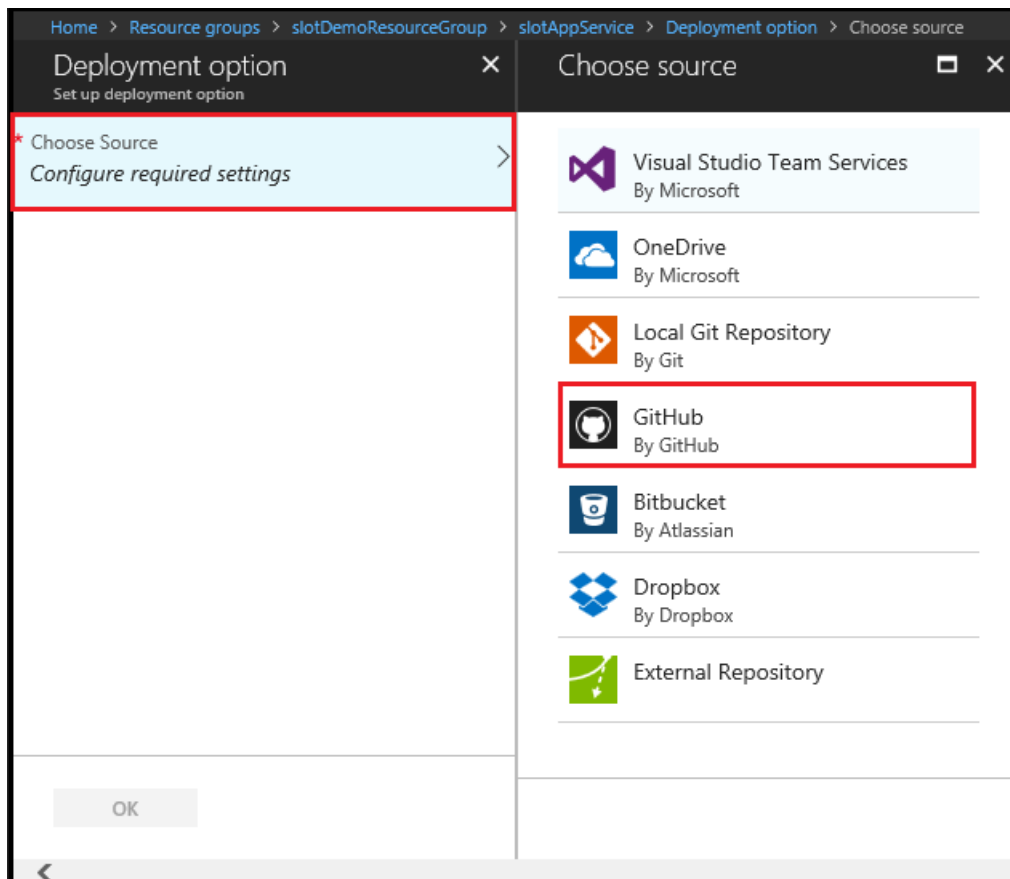 Home > Resource groups > slotDemoResourceGroup > slotAppService > Deployment option > Choose source
Deployment option
Set up deployment option
* Choose Source
Configure required settings
OK
Choose source
Visual Studio Team Services
By Microsoft
OneDrive
By Microsoft
Local Git Repository
By Git
GitHub
By GitHub
Bitbucket
By Atlassian
Dropbox
By Dropbox
External Repository